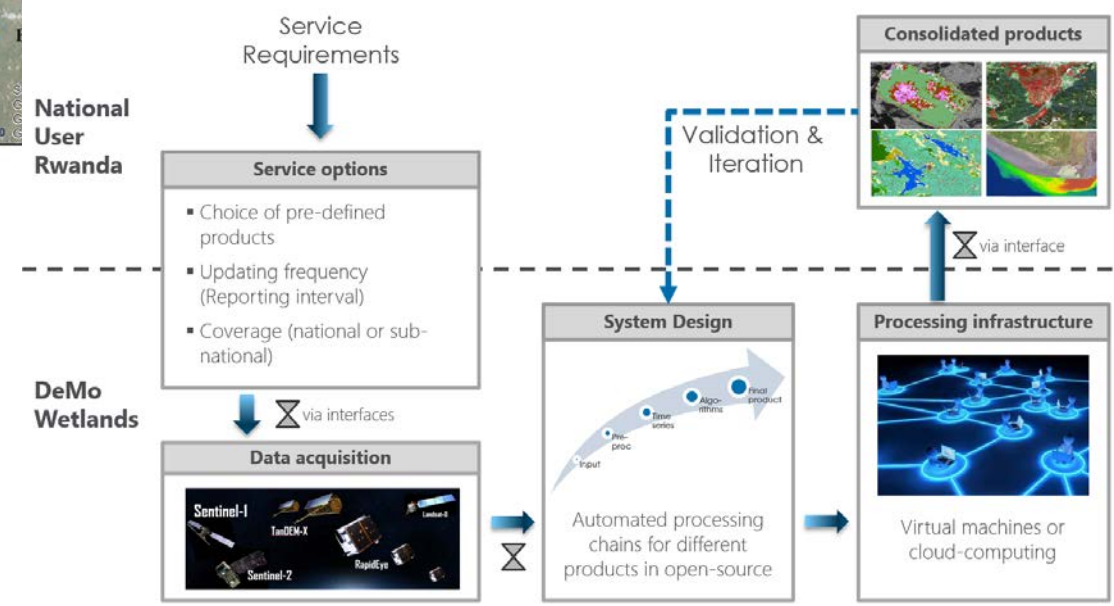 Service
Requirements
National
User
Rwanda
Service options
▪ Choice of pre-defined
products
▪ Updating frequency
(Reporting interval)
▪ Coverage (national or sub-
national)
Consolidated products
Validation &
Iteration
via interface
DeMo
Wetlands
via interfaces
Data acquisition
Sentinel-1
TanDEM-X
Landsat-8
RapidEye
Sentinel-2
System Design
Final
product
Algo-
rithms
Time
series
Pre-
proc
Input
Automated processing
chains for different
products in open-source
Processing infrastructure
Virtual machines or
cloud-computing